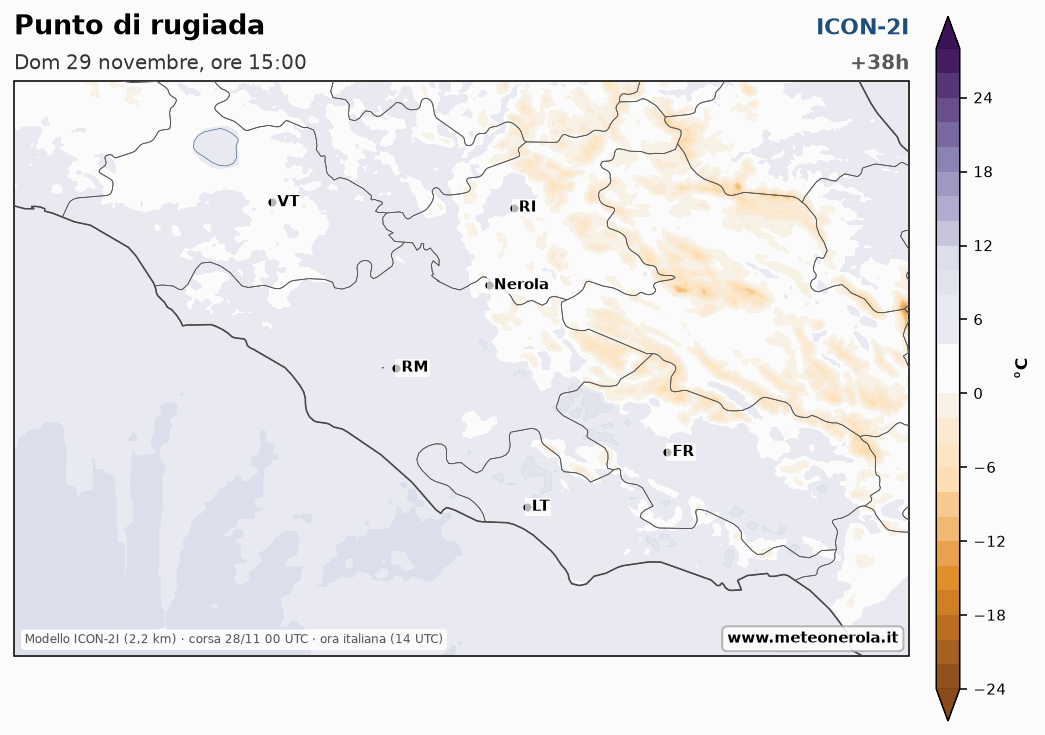 Punto di rugiada
ICON-2I
Dom 29 novembre, ore 15:00
+38h
VT
RI
Nerola
RM
FR
LT
Modello ICON-2I (2,2 km) · corsa 28/11 00 UTC · ora italiana (14 UTC)
www.meteonerola.it
24
18
12
6
0
−6
−12
−18
−24
°C